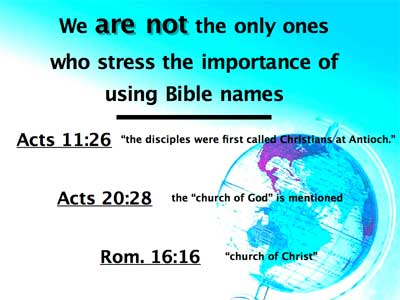 We are not the only ones
who stress the importance of
using Bible names
Acts 11:26 “the disciples were first called Christians at Antioch.”
Acts 20:28 the “church of God” is mentioned
Rom. 16:16 “church of Christ”